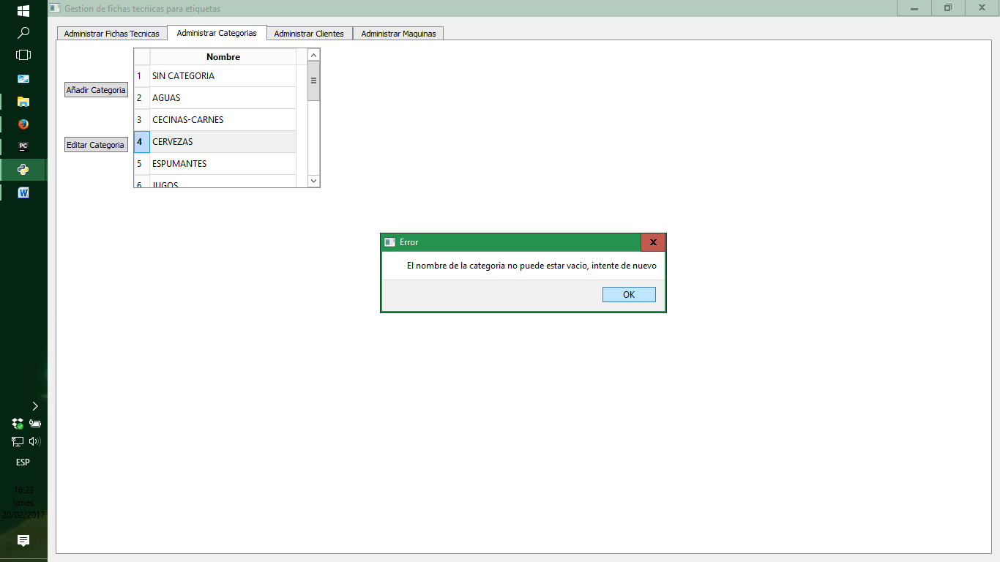 Gestion de fichas tecnicas para etiquetas
Administrar Fichas Tecnicas
Administrar Categorias
Administrar Clientes
Administrar Maquinas
Añadir Categoria
Editar Categoria
Nombre
1 SIN CATEGORIA
2 AGUAS
3 CECINAS-CARNES
4 CERVEZAS
5 ESPUMANTES
6 JUGOS
Error
El nombre de la categoria no puede estar vacio, intente de nuevo
OK
PC
W
ESP
16:23
lunes
20/02/2017